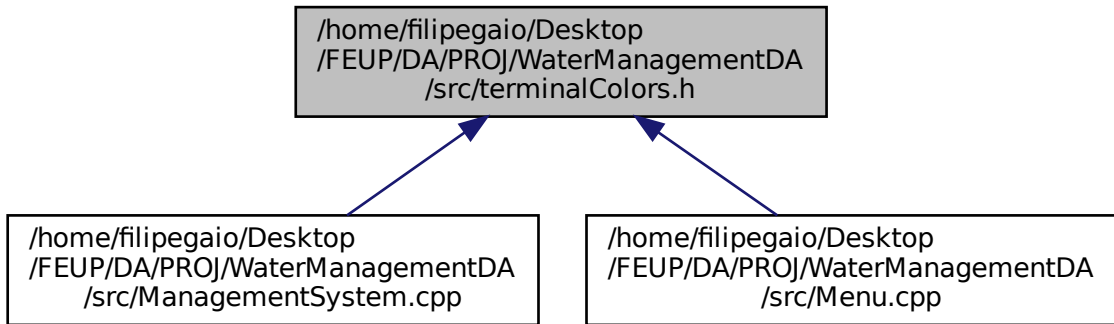 /home/filipegaio/Desktop
/FEUP/DA/PROJ/WaterManagementDA
/src/terminalColors.h
/home/filipegaio/Desktop
/FEUP/DA/PROJ/WaterManagementDA
/src/ManagementSystem.cpp
/home/filipegaio/Desktop
/FEUP/DA/PROJ/WaterManagementDA
/src/Menu.cpp